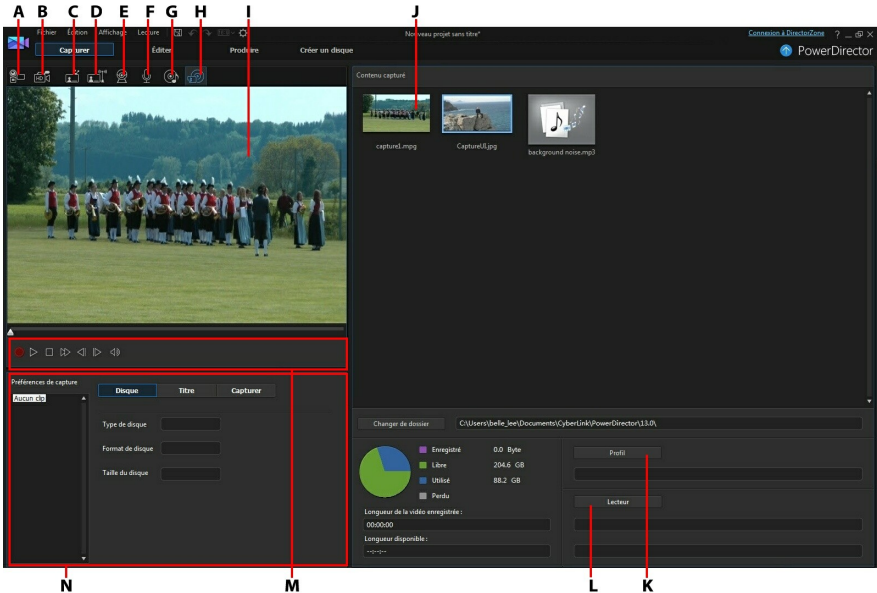 A B C D E F G H I J
Fichier Édition Affichage Lecture
Nouveau projet sans titre*
Connexion à DirectorZone ?
Capturer Éditer Produire Créer un disque
PowerDirector
HD
Contenu capturé
capture1.mpg CaptureUI.jpg background noise.mp3
Préférences de capture
Aucun clip
Disque Titre Capturer
Type de disque
Format de disque
Taille du disque
Changer de dossier C:\Users\belle_lee\Documents\CyberLink\PowerDirector\13.0\
Enregistré 0.0 Byte
Libre 204.6 GB
Utilisé 88.2 GB
Perdu
Longueur de la vidéo enregistrée :
00:00:00
Longueur disponible :
--:--:--
Profil
Lecteur
N M L K